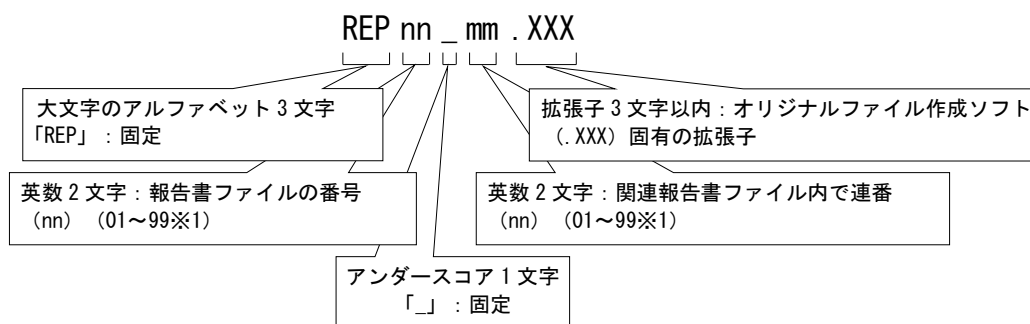 REP nn _ mm . XXX
大文字のアルファベット 3 文字
「REP」：固定
拡張子 3 文字以内：オリジナルファイル作成ソフト
（.XXX）固有の拡張子
英数 2 文字：報告書ファイルの番号
（nn）（01～99※1）
英数 2 文字：関連報告書ファイル内で連番
（nn）（01～99※1）
アンダースコア 1 文字
「_」：固定